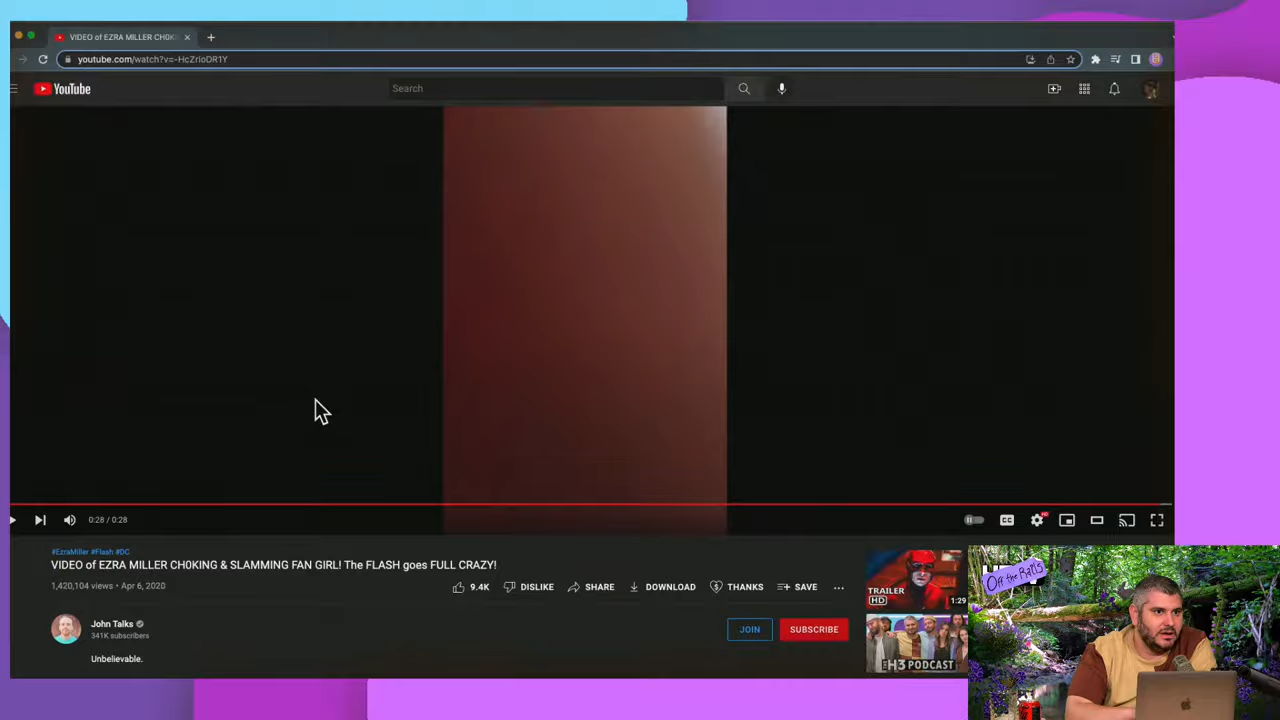 VIDEO of EZRA MILLER CH0KI
youtube.com/watch?v=-HcZrioDR1Y
YouTube
Search
0:28 / 0:28
CC
HD
#EzraMiller #Flash #DC
VIDEO of EZRA MILLER CH0KING & SLAMMING FAN GIRL! The FLASH goes FULL CRAZY!
1,420,104 views • Apr 6, 2020
9.4K
DISLIKE
SHARE
DOWNLOAD
THANKS
SAVE
John Talks
341K subscribers
JOIN
SUBSCRIBE
Unbelievable.
TRAILER
HD
1:29
H3 PODCAST
Off the Rails